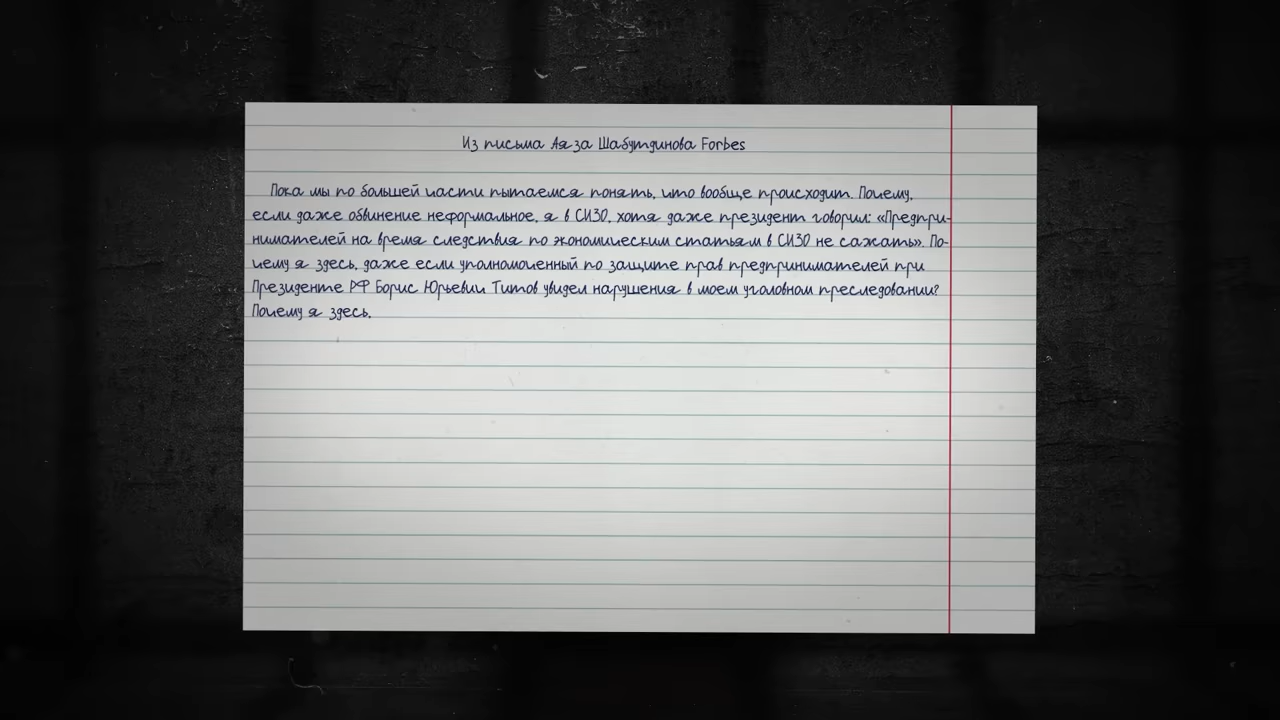 Из письма Аяза Шабутдинова Forbes
Пока мы по большей части пытаемся понять, что вообще происходит. Почему,
если даже обвинение неформальное, я в СИЗО, хотя даже президент говорил: «Предпри-
нимателей на время следствия по экономическим статьям в СИЗО не сажать». По-
чему я здесь, даже если уполномоченный по защите прав предпринимателей при
Президенте РФ Борис Юрьевич Титов увидел нарушения в моем уголовном преследовании?
Почему я здесь,